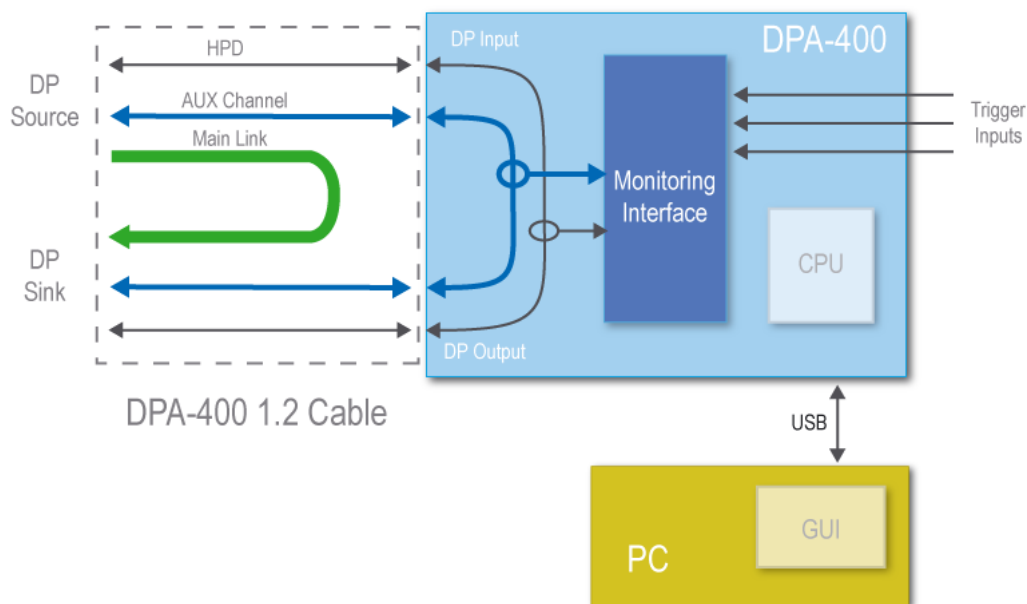 HPD
DP Input
DPA-400
DP
Source
AUX Channel
Main Link
Trigger
Inputs
Monitoring
Interface
CPU
DP
Sink
DP Output
DPA-400 1.2 Cable
USB
GUI
PC